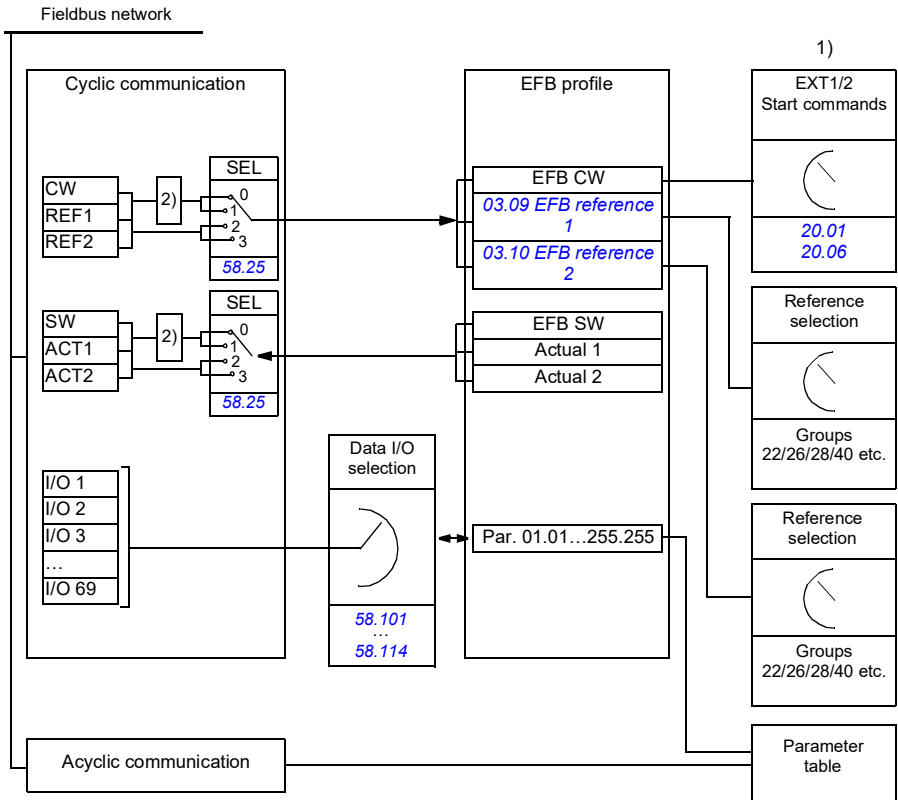 Fieldbus network
Cyclic communication
CW
REF1
REF2
2)
SEL
0
1
2
3
58.25
SW
ACT1
ACT2
2)
SEL
0
1
2
3
58.25
I/O 1
I/O 2
I/O 3
…
I/O 69
Data I/O
selection
58.101
…
58.114
EFB profile
EFB CW
03.09 EFB reference
1
03.10 EFB reference
2
EFB SW
Actual 1
Actual 2
Par. 01.01…255.255
1)
EXT1/2
Start commands
20.01
20.06
Reference
selection
Groups
22/26/28/40 etc.
Reference
selection
Groups
22/26/28/40 etc.
Acyclic communication
Parameter
table